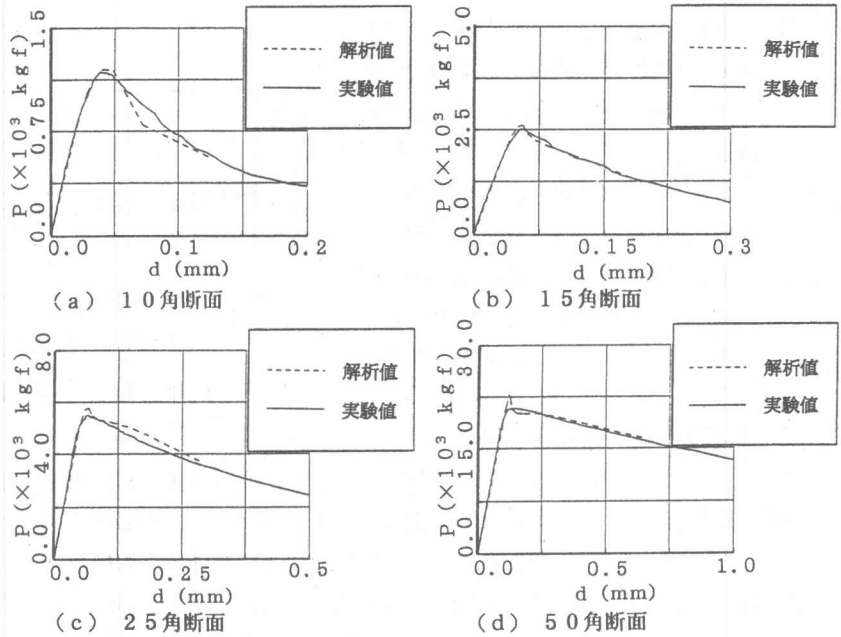 P (×10³ kgf)
1.5
0.75
0.0
解析値
実験値
0.0 0.1 0.2
d (mm)
(a) 10角断面
P (×10³ kgf)
5.0
2.5
0.0
解析値
実験値
0.0 0.15 0.3
d (mm)
(b) 15角断面
P (×10³ kgf)
8.0
4.0
0.0
解析値
実験値
0.0 0.25 0.5
d (mm)
(c) 25角断面
P (×10³ kgf)
30.0
15.0
0.0
解析値
実験値
0.0 0.5 1.0
d (mm)
(d) 50角断面